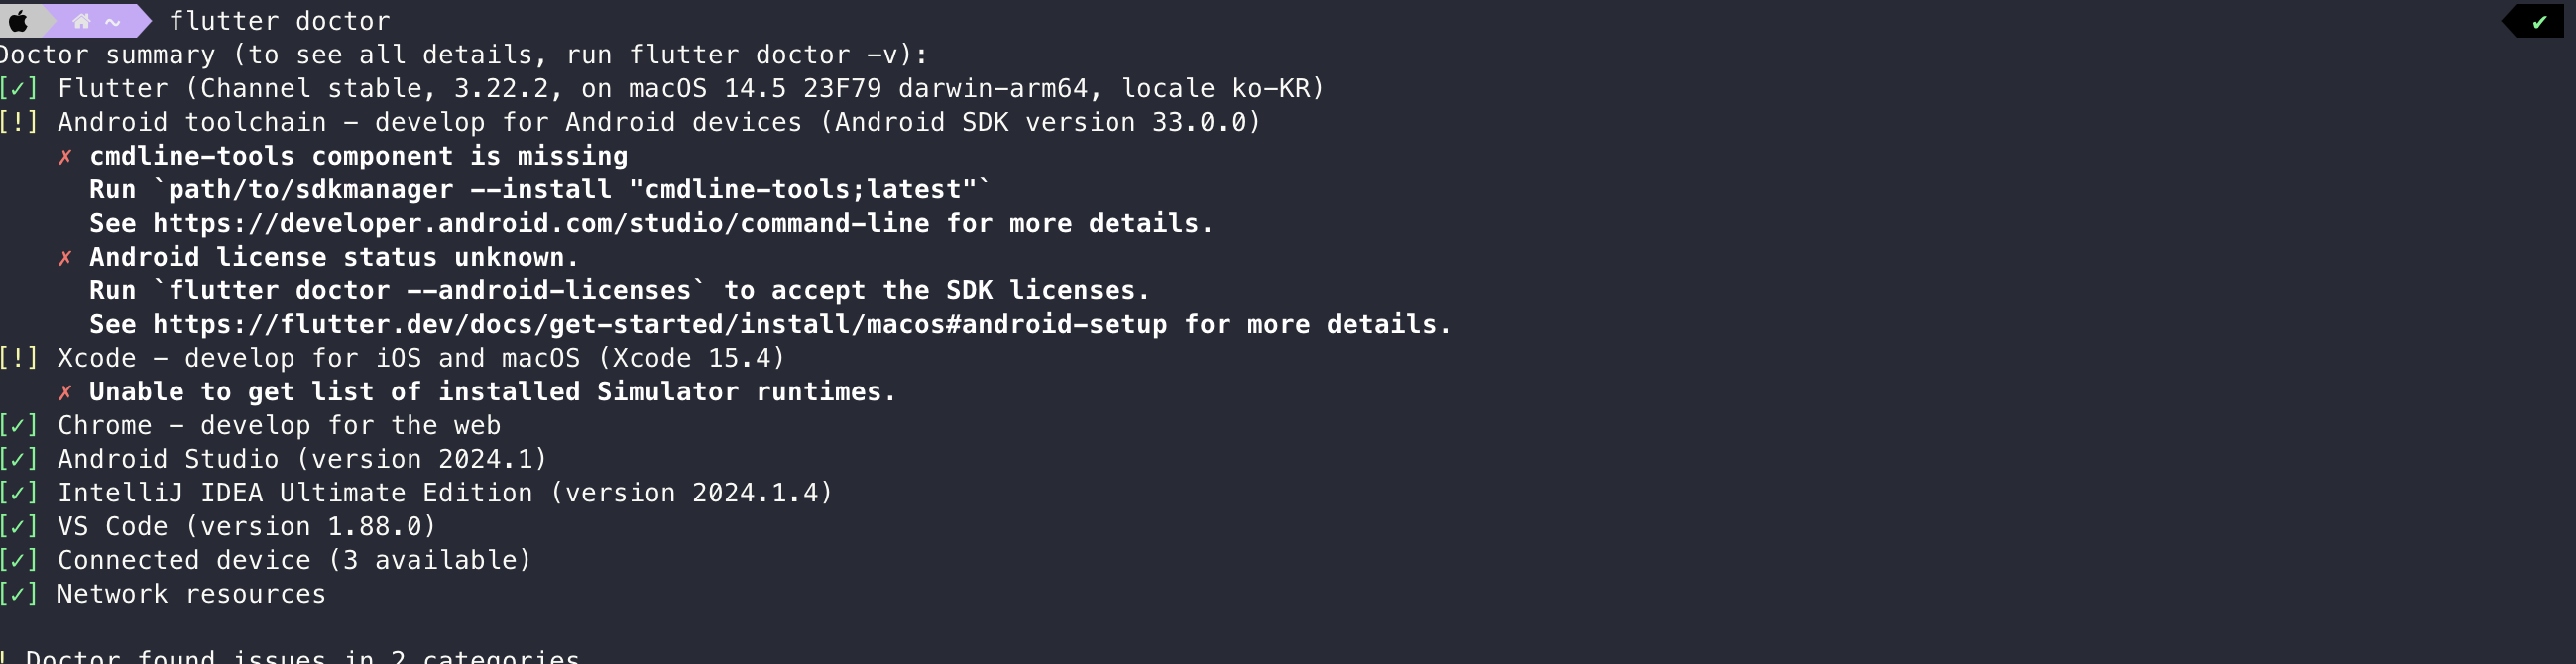 ~ flutter doctor
Doctor summary (to see all details, run flutter doctor -v):
[✓] Flutter (Channel stable, 3.22.2, on macOS 14.5 23F79 darwin-arm64, locale ko-KR)
[!] Android toolchain - develop for Android devices (Android SDK version 33.0.0)
✗ cmdline-tools component is missing
Run `path/to/sdkmanager --install "cmdline-tools;latest"`
See https://developer.android.com/studio/command-line for more details.
✗ Android license status unknown.
Run `flutter doctor --android-licenses` to accept the SDK licenses.
See https://flutter.dev/docs/get-started/install/macos#android-setup for more details.
[!] Xcode - develop for iOS and macOS (Xcode 15.4)
✗ Unable to get list of installed Simulator runtimes.
[✓] Chrome - develop for the web
[✓] Android Studio (version 2024.1)
[✓] IntelliJ IDEA Ultimate Edition (version 2024.1.4)
[✓] VS Code (version 1.88.0)
[✓] Connected device (3 available)
[✓] Network resources
! Doctor found issues in 2 categories.